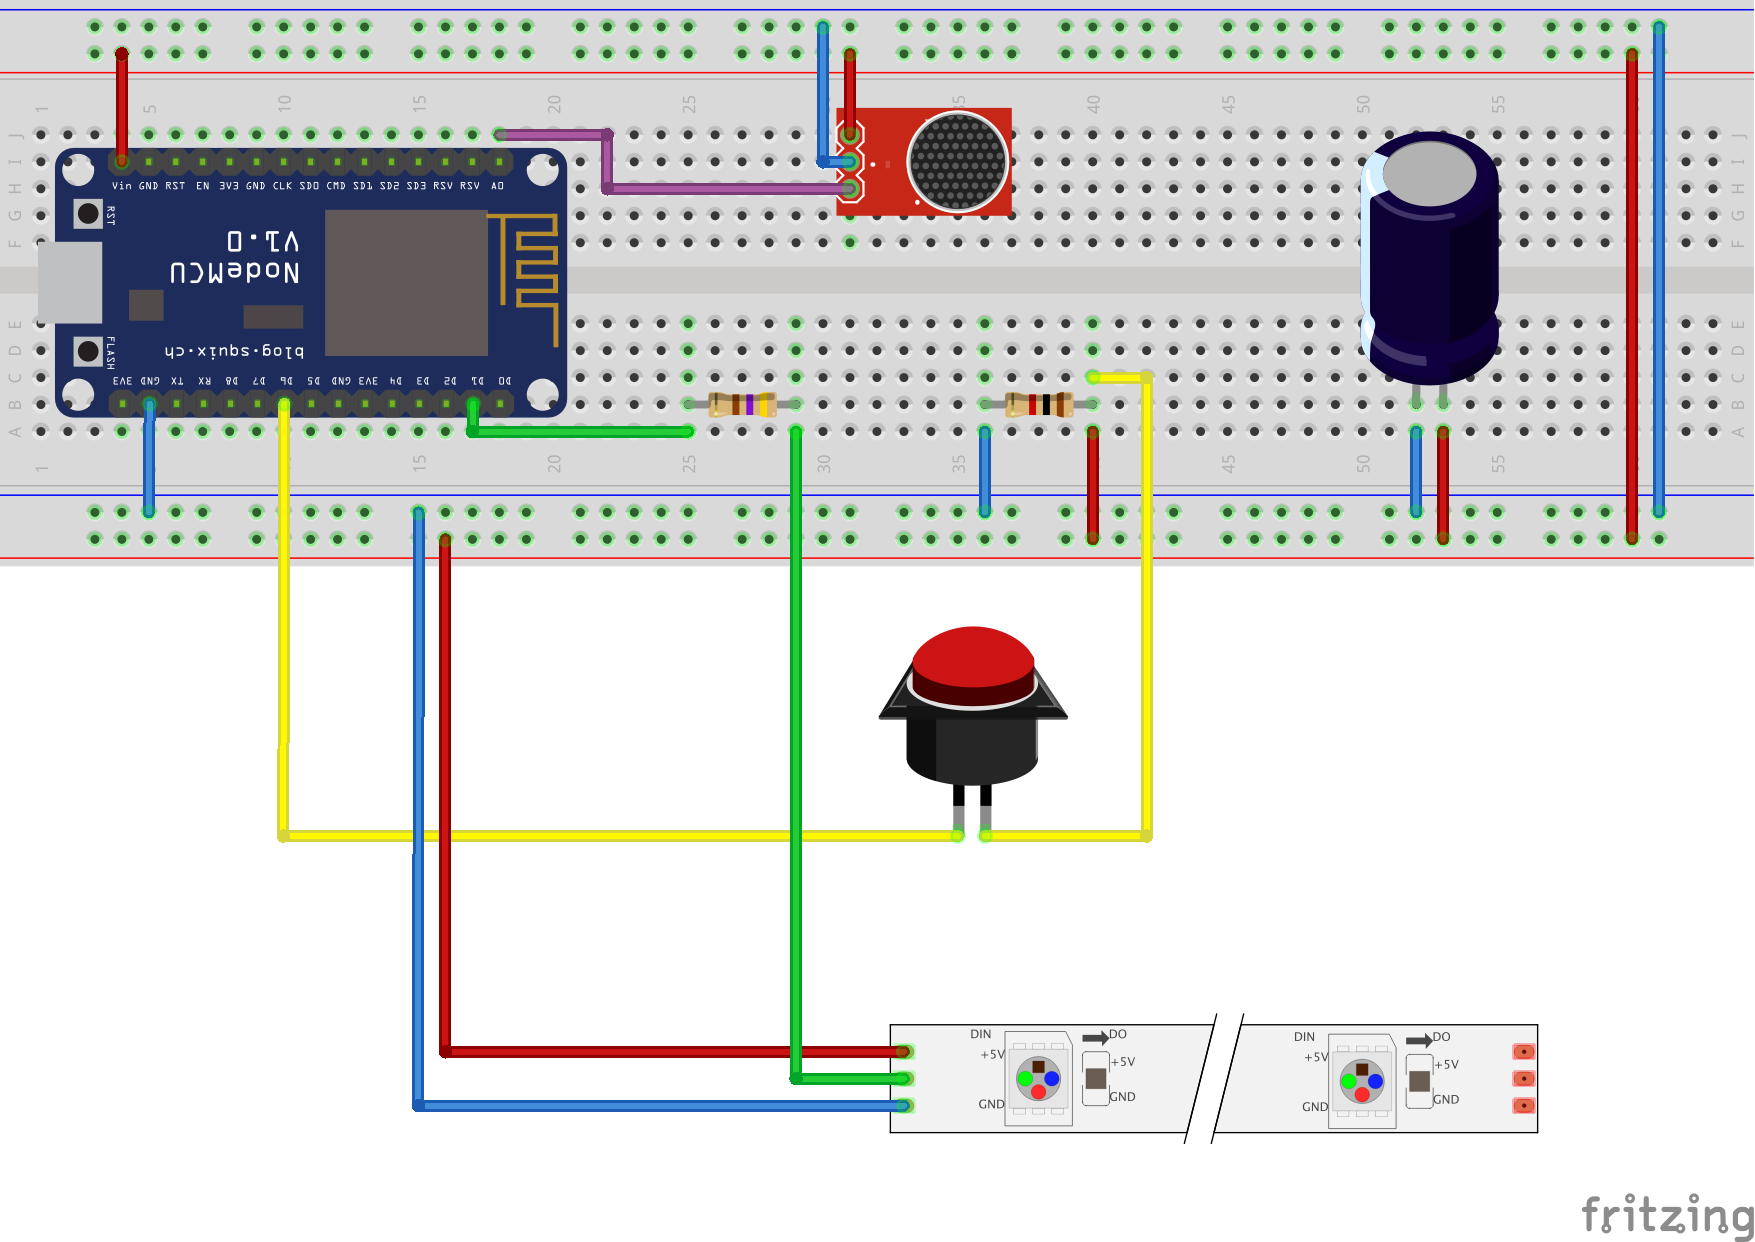 1 5 10 15 20 25 35 40 50 55
J J
I I
H H
G G
F F
Vin GND RST EN 3V3 GND CLK SD0 CMD SD1 SD2 SD3 RSV RSV A0
RST
V1.0
NodeMCU
blog.squix.ch
FLASH
3V3 GND TX RX D8 D7 D6 D5 GND 3V3 D4 D3 D2 D1 D0
E E
D D
C C
B B
A A
1 15 20 25 30 35 45 50 55
DIN DO
+5V +5V
GND GND
DIN DO
+5V +5V
GND GND
fritzing